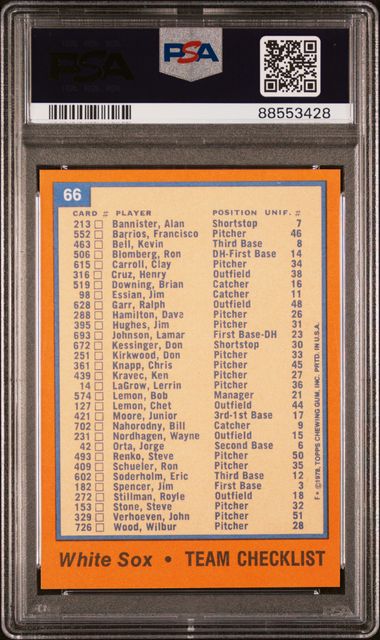 PSA
PSA
88553428
66
CARD # PLAYER POSITION UNIF. #
213 Bannister, Alan Shortstop 7
552 Barrios, Francisco Pitcher 46
463 Bell, Kevin Third Base 8
506 Blomberg, Ron DH-First Base 14
615 Carroll, Clay Pitcher 34
316 Cruz, Henry Outfield 38
519 Downing, Brian Catcher 16
98 Essian, Jim Catcher 11
628 Garr, Ralph Outfield 48
288 Hamilton, Dave Pitcher 26
395 Hughes, Jim Pitcher 31
693 Johnson, Lamar First Base-DH 23
672 Kessinger, Don Shortstop 30
251 Kirkwood, Don Pitcher 33
361 Knapp, Chris Pitcher 45
439 Kravec, Ken Pitcher 27
14 LaGrow, Lerrin Pitcher 36
574 Lemon, Bob Manager 21
127 Lemon, Chet Outfield 44
421 Moore, Junior 3rd-1st Base 17
702 Nahorodny, Bill Catcher 9
231 Nordhagen, Wayne Outfield 15
42 Orta, Jorge Second Base 6
493 Renko, Steve Pitcher 50
409 Schueler, Ron Pitcher 35
602 Soderholm, Eric Third Base 12
182 Spencer, Jim First Base 3
272 Stillman, Royle Outfield 18
153 Stone, Steve Pitcher 32
329 Verhoeven, John Pitcher 51
726 Wood, Wilbur Pitcher 28
F* ©1978, TOPPS CHEWING GUM, INC. PRTD. IN U.S.A.
White Sox • TEAM CHECKLIST